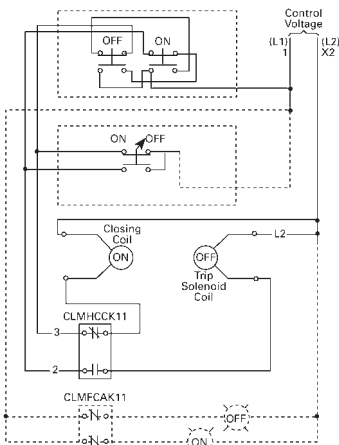 Control
Voltage
(L1) (L2)
1 X2
OFF ON
ON OFF
Closing
Coil
ON
L2
OFF
Trip
Solenoid
Coil
CLMHCCK11
3
2
CLMFCAK11
OFF
ON